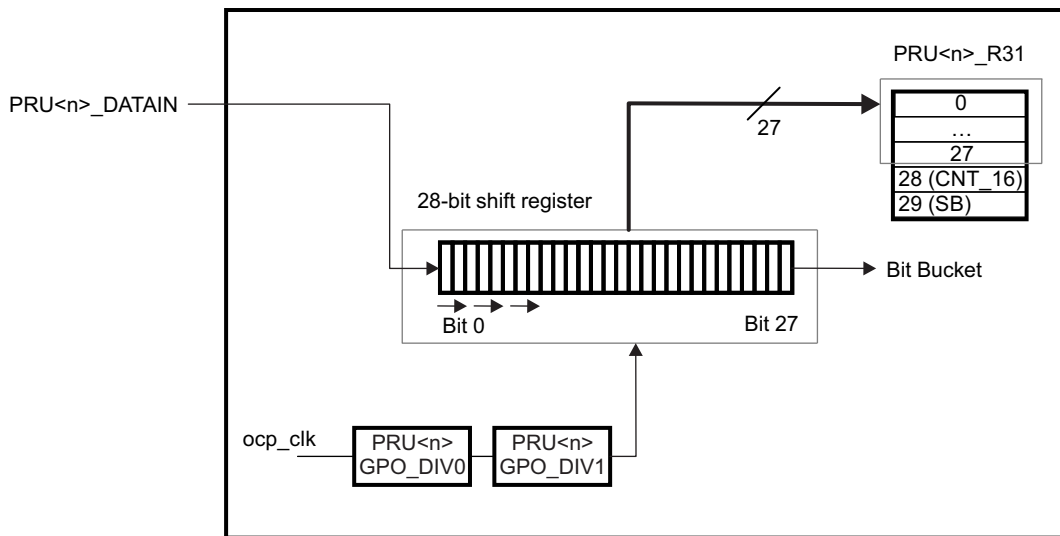 PRU<n>_R31
PRU<n>_DATAIN
0
...
27
27
28 (CNT_16)
29 (SB)
28-bit shift register
Bit Bucket
Bit 0
Bit 27
ocp_clk
PRU<n>
GPO_DIV0
PRU<n>
GPO_DIV1